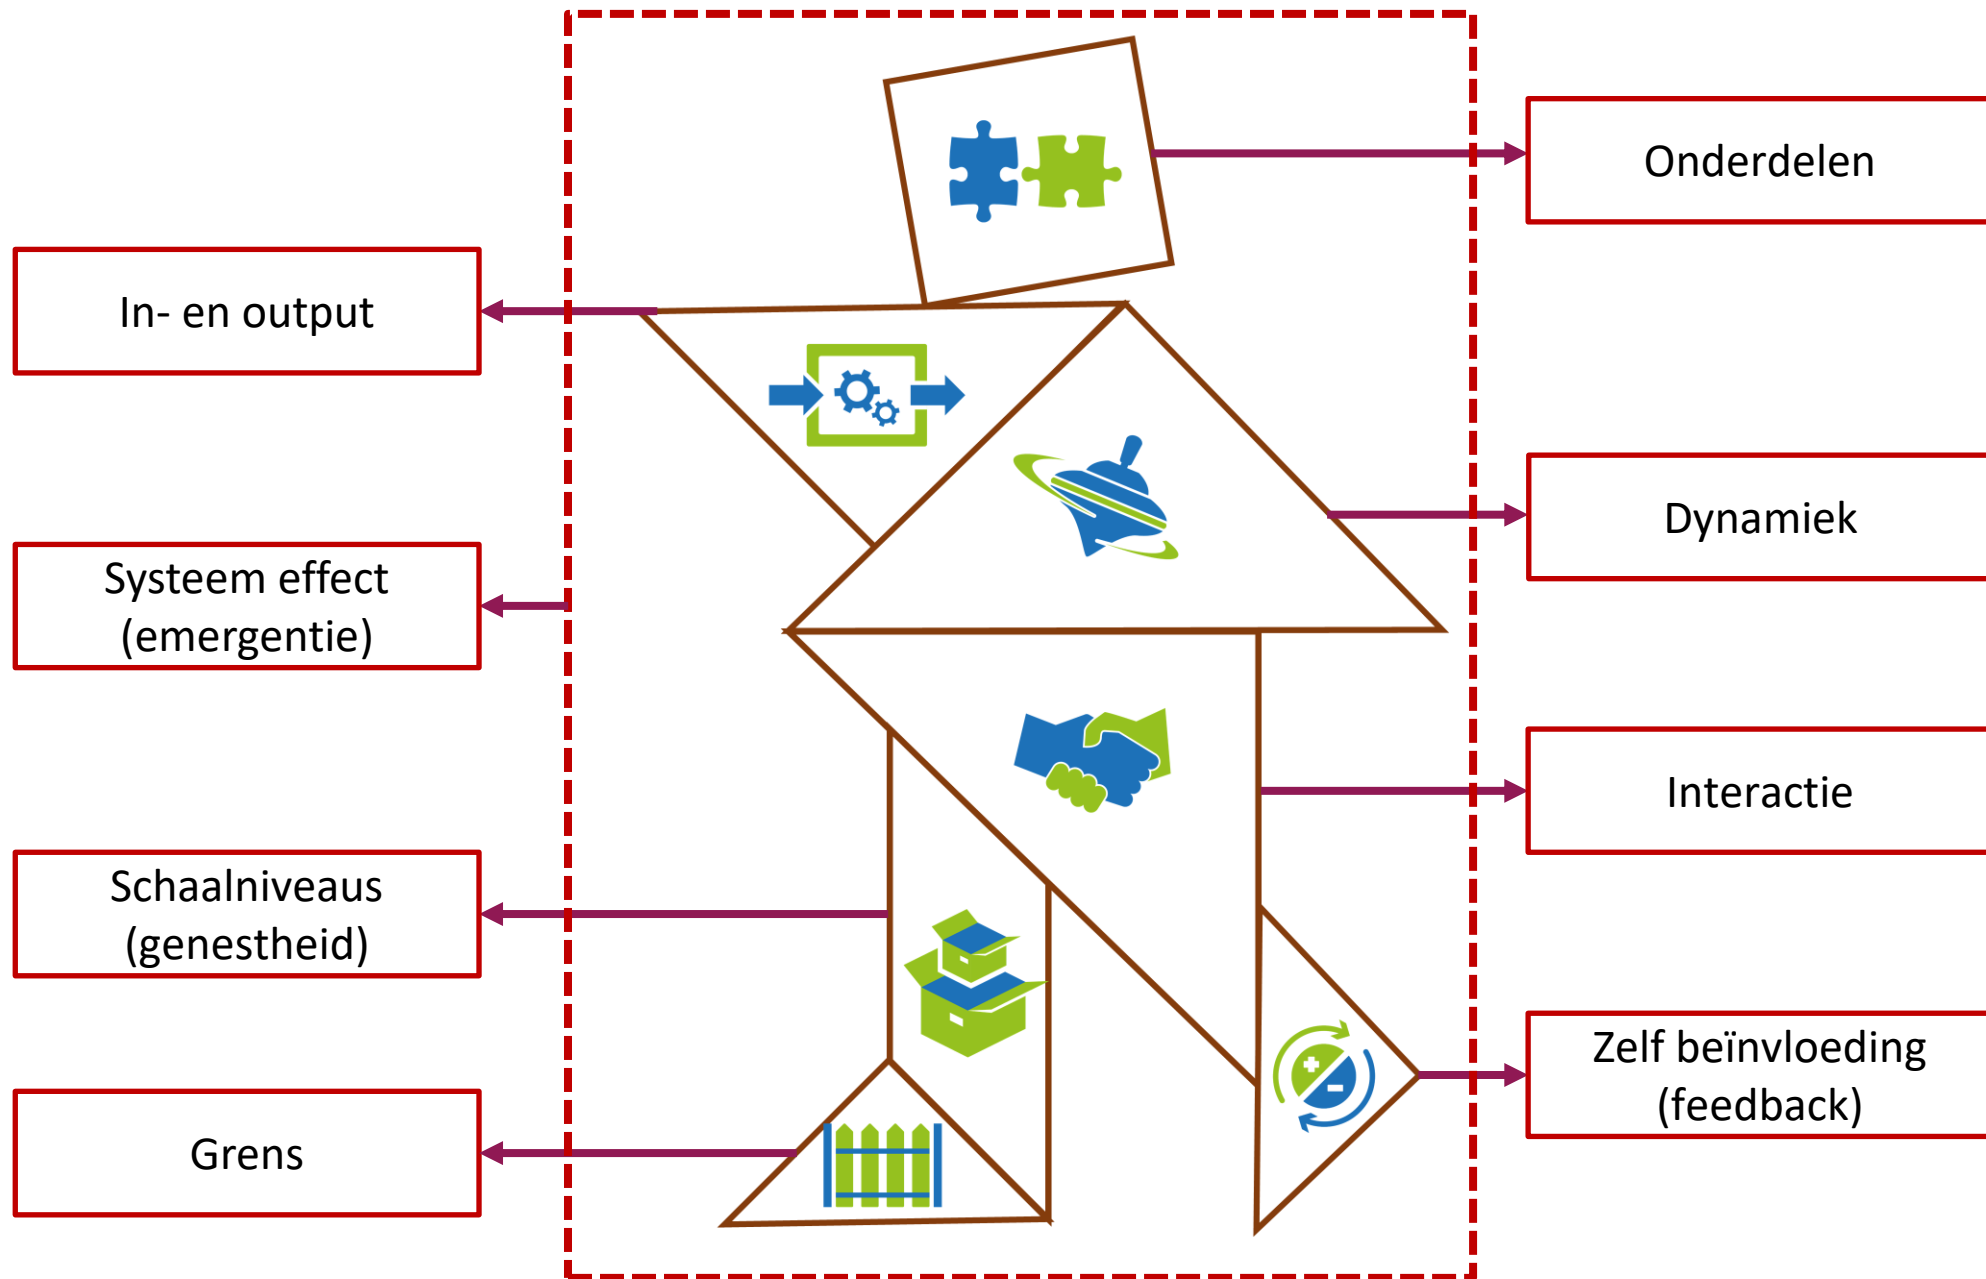 Onderdelen
In- en output
Dynamiek
Systeem effect
(emergentie)
Interactie
Schaalniveaus
(genestheid)
Zelf beïnvloeding
(feedback)
Grens